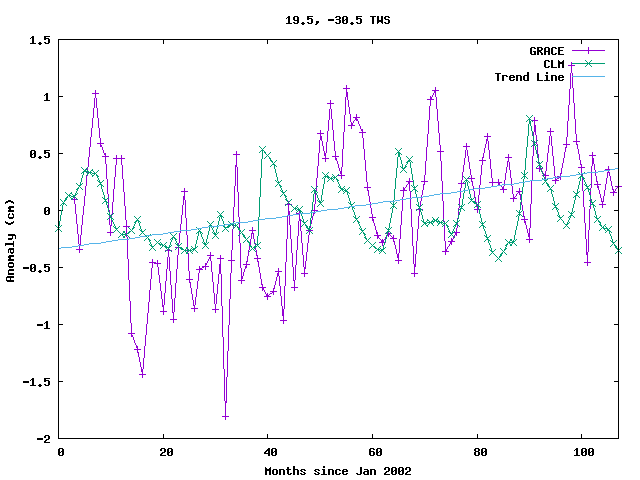 19.5, -30.5 TWS
GRACE
CLM
Trend Line
1.5
1
0.5
0
-0.5
-1
-1.5
-2
Anomaly (cm)
0 20 40 60 80 100
Months since Jan 2002